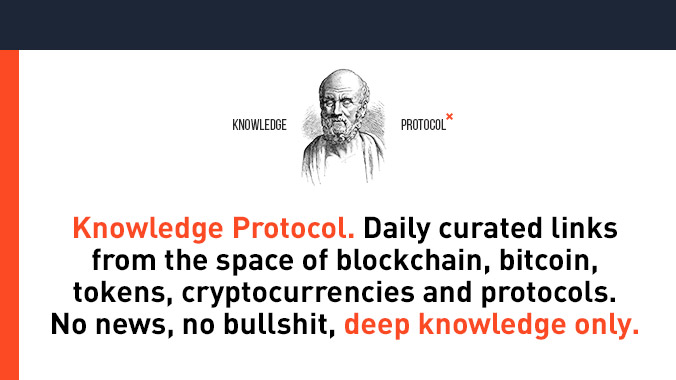 KNOWLEDGE PROTOCOL×
Knowledge Protocol. Daily curated links
from the space of blockchain, bitcoin,
tokens, cryptocurrencies and protocols.
No news, no bullshit, deep knowledge only.